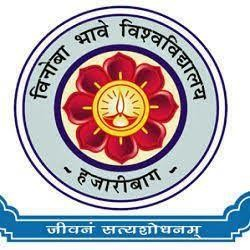 विनोबा भावे विश्वविद्यालय
- हजारीबाग -
जीवनं सत्यशोधनम्